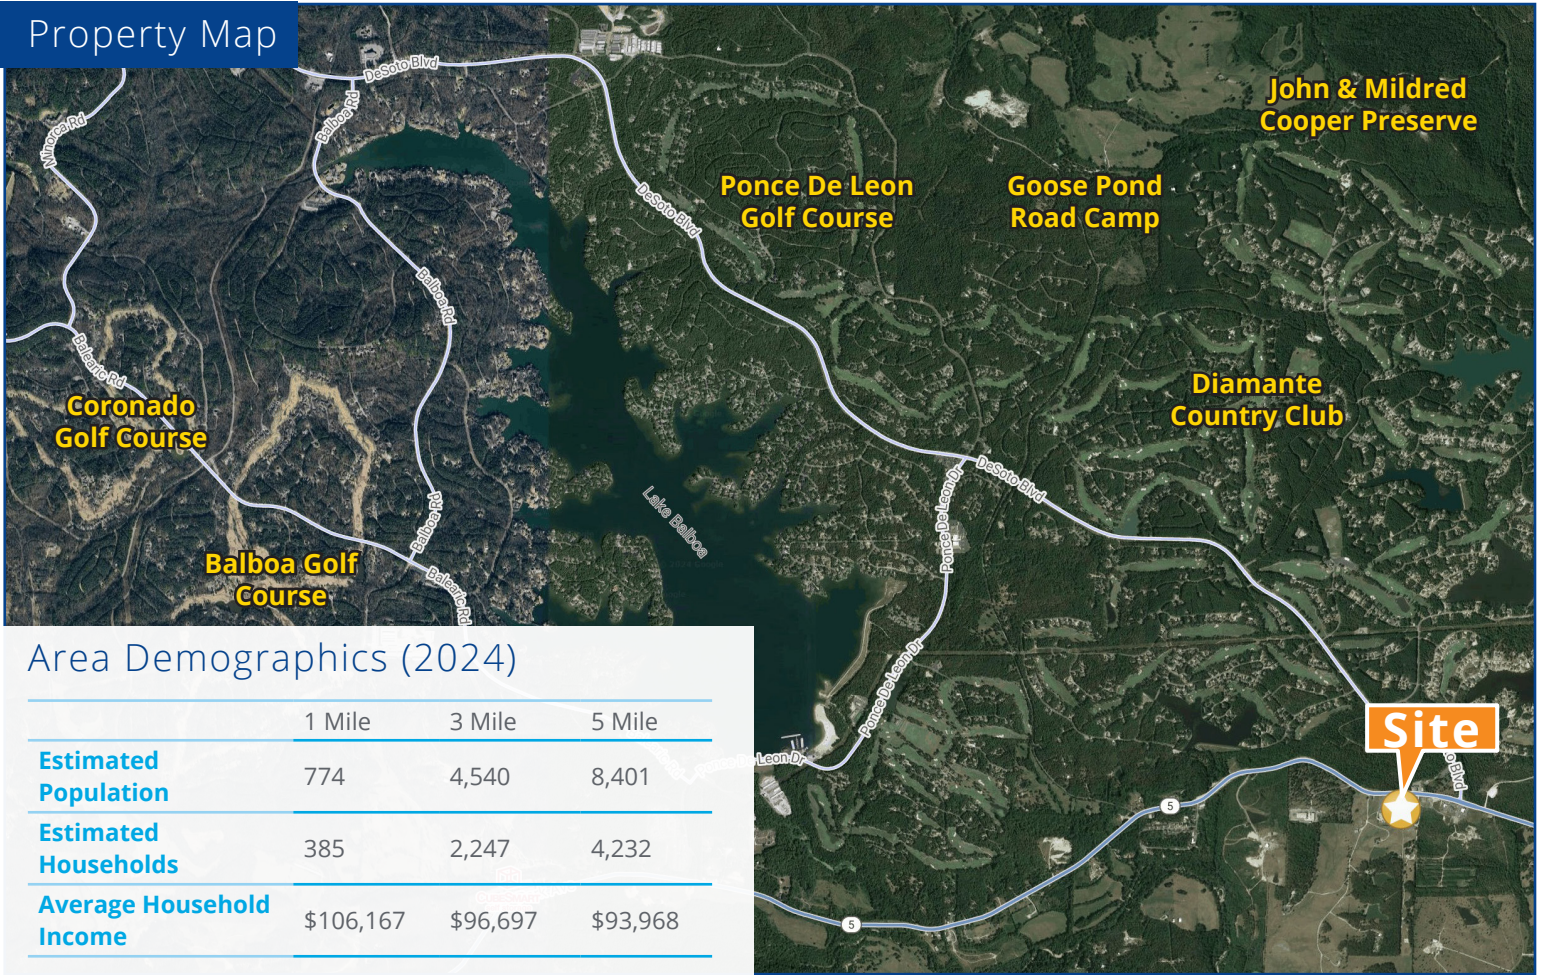 Property Map
DeSoto Blvd
Minorca Rd
Balboa Rd
John & Mildred
Cooper Preserve
Ponce De Leon
Golf Course
Goose Pond
Road Camp
DeSoto Blvd
Balboa Rd
Balearic Rd
Coronado
Golf Course
Diamante
Country Club
DeSoto Blvd
Ponce De Leon Dr
Lake Balboa
Balboa Rd
Balboa Golf
Course
Balearic Rd
Ponce De Leon Dr
Area Demographics (2024)
1 Mile 3 Mile 5 Mile
Estimated
Population
774 4,540 8,401
Estimated
Households
385 2,247 4,232
Average Household
Income
$106,167 $96,697 $93,968
Leon Dr
Site
o Blvd
5
5